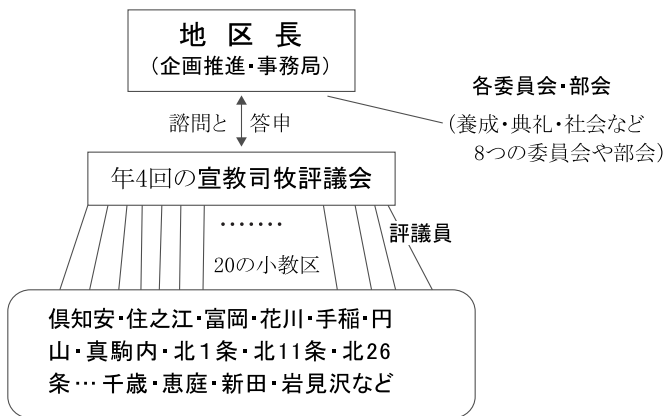 地区長
(企画推進・事務局)
各委員会・部会
(養成・典礼・社会など
8つの委員会や部会)
諮問と 答申
年4回の宣教司牧評議会
‥‥‥‥
評議員
20の小教区
倶知安・住之江・富岡・花川・手稲・円
山・真駒内・北1条・北11条・北26
条…千歳・恵庭・新田・岩見沢など